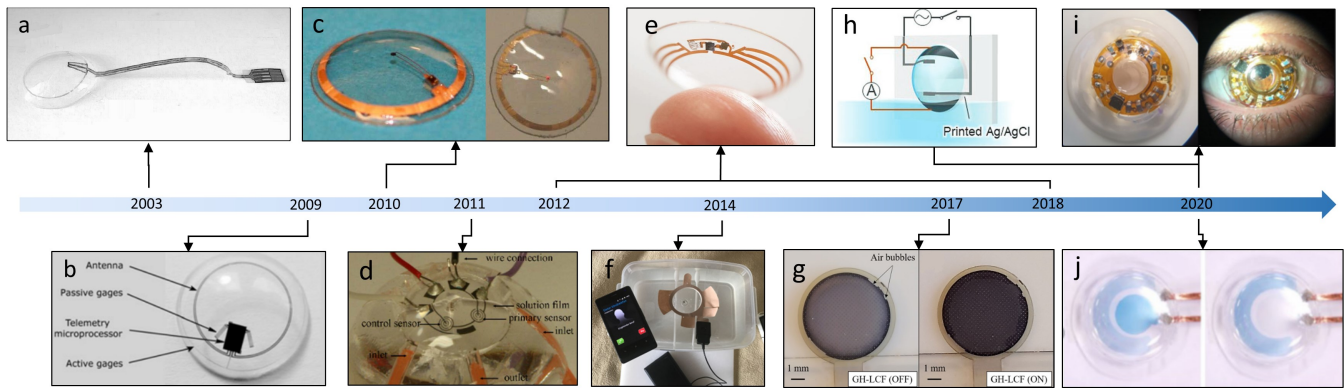 a
c
e
h
A
Printed Ag/AgCl
i
2003
2009
2010
2011
2012
2014
2017
2018
2020
b
Antenna
Passive gages
Telemetry
microprocessor
Active gages
d
wire connection
solution film
control sensor
primary sensor
inlet
inlet
outlet
f
g
Air bubbles
1 mm
GH-LCF (OFF)
1 mm
GH-LCF (ON)
j